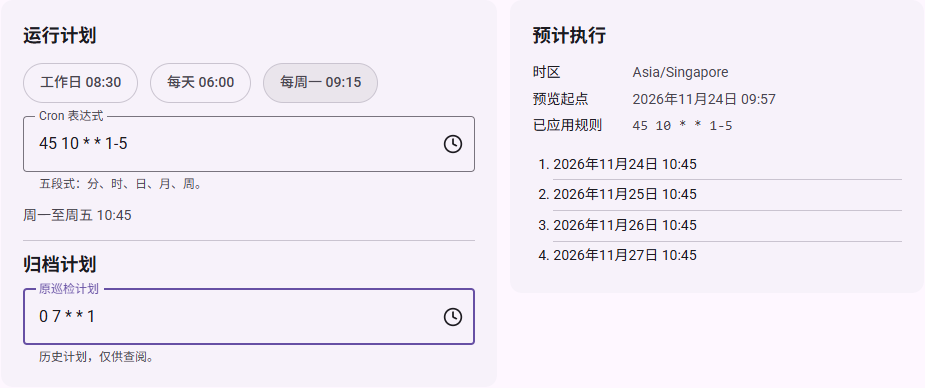 运行计划
工作日 08:30
每天 06:00
每周一 09:15
Cron 表达式
45 10 * * 1-5
五段式：分、时、日、月、周。
周一至周五 10:45
归档计划
原巡检计划
0 7 * * 1
历史计划，仅供查阅。
预计执行
时区 Asia/Singapore
预览起点 2026年11月24日 09:57
已应用规则 45 10 * * 1-5
1. 2026年11月24日 10:45
2. 2026年11月25日 10:45
3. 2026年11月26日 10:45
4. 2026年11月27日 10:45